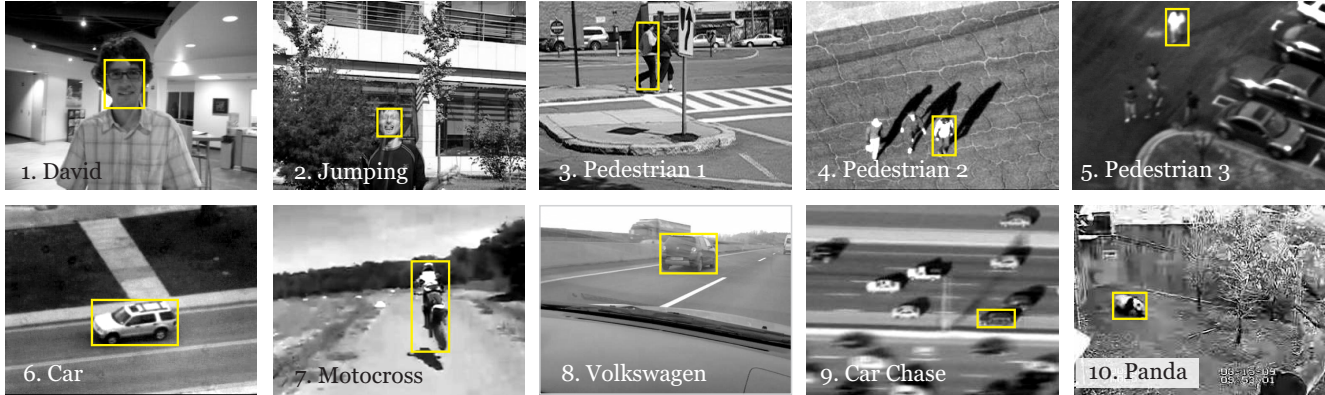 1. David
2. Jumping
3. Pedestrian 1
4. Pedestrian 2
5. Pedestrian 3
6. Car
7. Motocross
8. Volkswagen
9. Car Chase
10. Panda